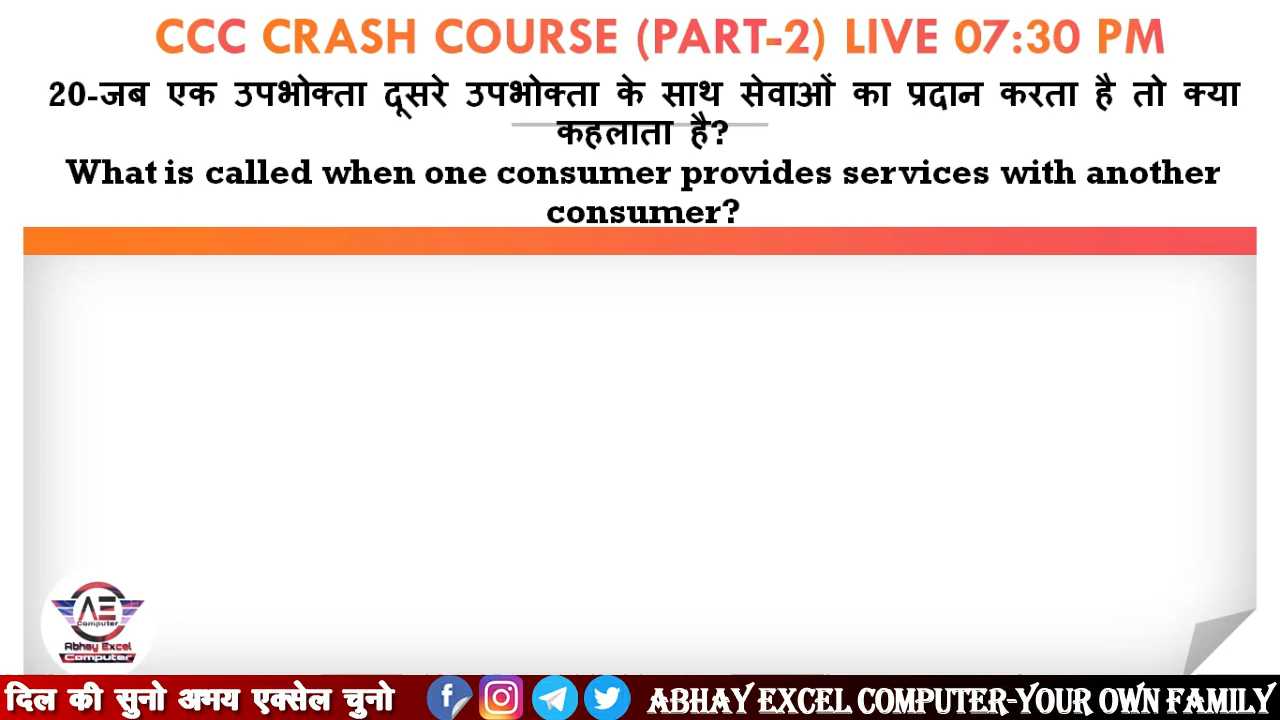 CCC CRASH COURSE (PART-2) LIVE 07:30 PM
20-जब एक उपभोक्ता दूसरे उपभोक्ता के साथ सेवाओं का प्रदान करता है तो क्या
कहलाता है?
What is called when one consumer provides services with another
consumer?
AE
Computer
Abhay Excel
Computer
दिल की सुनो अभय एक्सेल चुनो
ABHAY EXCEL COMPUTER-YOUR OWN FAMILY